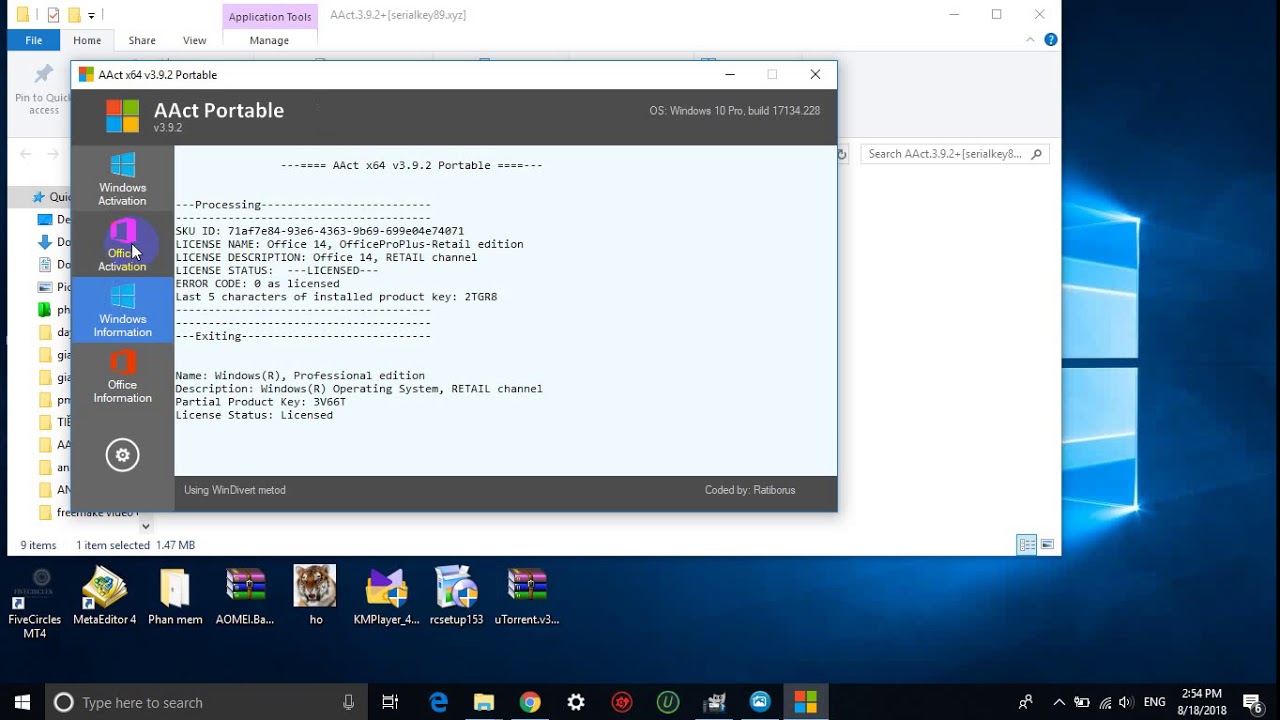 Application Tools
AAct.3.9.2+[serialkey89.xyz]
File
Home
Share
View
Manage
Pin to Quick
access
AAct x64 v3.9.2 Portable
AAct Portable
v3.9.2
OS: Windows 10 Pro, build 17134.228
Search AAct.3.9.2+[serialkey8...
Windows
Activation
Office
Activation
Windows
Information
Office
Information
---==== AAct x64 v3.9.2 Portable ====---
---Processing--------------------------
---------------------------------------
SKU ID: 71af7e84-93e6-4363-9b69-699e04e74071
LICENSE NAME: Office 14, OfficeProPlus-Retail edition
LICENSE DESCRIPTION: Office 14, RETAIL channel
LICENSE STATUS:  ---LICENSED---
ERROR CODE: 0 as licensed
Last 5 characters of installed product key: 2TGR8
---------------------------------------
---------------------------------------
---Exiting-----------------------------
Name: Windows(R), Professional edition
Description: Windows(R) Operating System, RETAIL channel
Partial Product Key: 3V66T
License Status: Licensed
Using WinDivert metod
Coded by: Ratiborus
Quic
De
Do
Do
Pic
ph
da
gia
gia
pm
TIE
AA
an
AN
freemake video
9 items
1 item selected 1.47 MB
FIVECIRCLES
FiveCircles
MT4
MetaEditor 4
Phan mem
AOMEI.Ba...
ho
KMPlayer_4...
rcsetup153
uTorrent.v3...
Type here to search
ENG
2:54 PM
8/18/2018
6